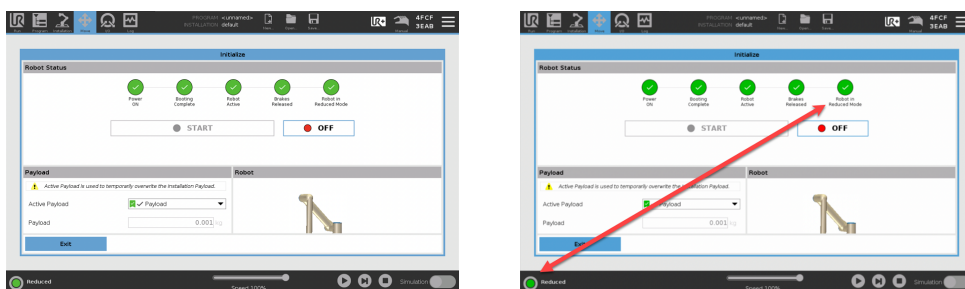 PROGRAM <unnamed>
INSTALLATION default
4FCF
3EAB
Run Program Installation Move I/O Log
New... Open... Save...
Manual
Initialize
Robot Status
Power
ON
Booting
Complete
Robot
Active
Brakes
Released
Robot in
Reduced Mode
START
OFF
Payload
Robot
Active Payload is used to temporarily overwrite the Installation Payload.
Active Payload
Payload
Payload
0.001 kg
Exit
Reduced
Speed 100%
Simulation
PROGRAM <unnamed>
INSTALLATION default
4FCF
3EAB
Run Program Installation Move I/O Log
New... Open... Save...
Manual
Initialize
Robot Status
Power
ON
Booting
Complete
Robot
Active
Brakes
Released
Robot in
Reduced Mode
START
OFF
Payload
Robot
Active Payload is used to temporarily overwrite the Installation Payload.
Active Payload
Payload
0.001 kg
Reduced
Speed 100%
Simulation